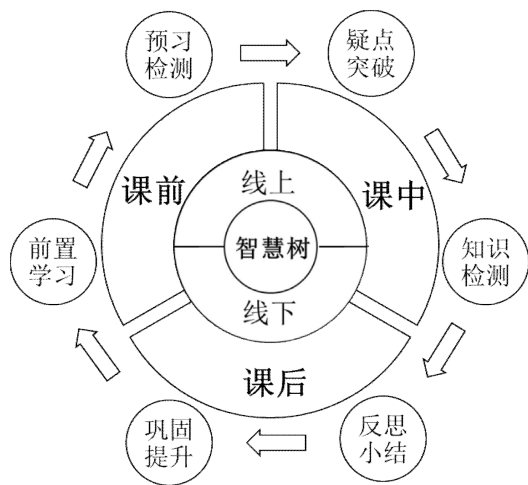 预习
检测
疑点
突破
课前
线上
课中
前置
学习
智慧树
知识
检测
线下
课后
巩固
提升
反思
小结